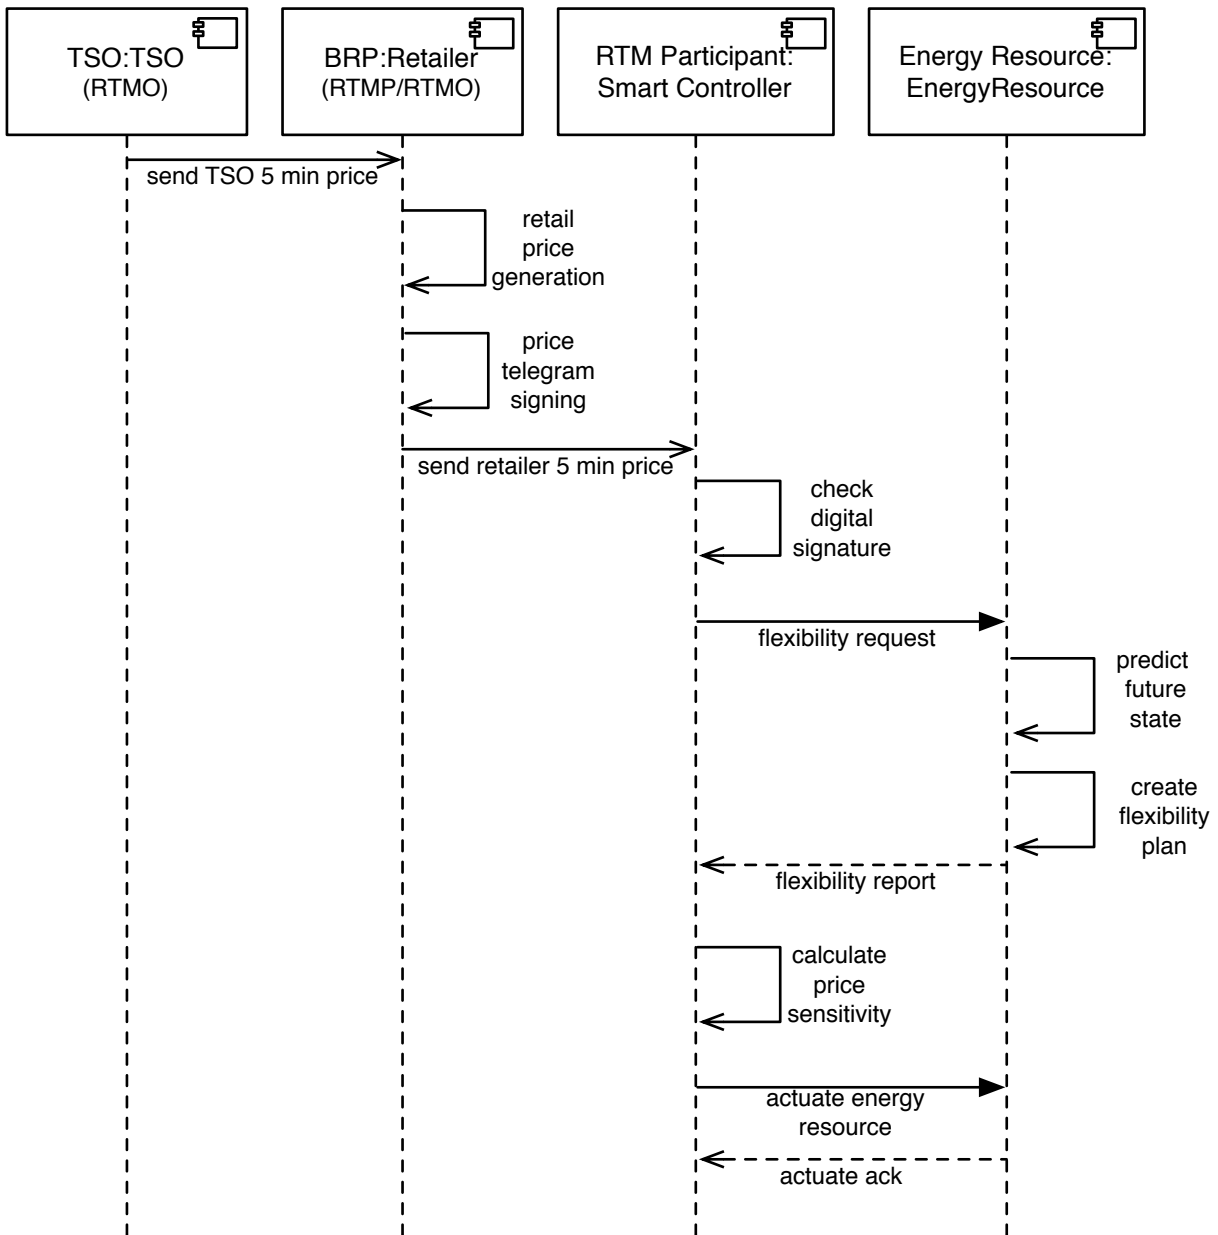 TSO:TSO
(RTMO)
BRP:Retailer
(RTMP/RTMO)
RTM Participant:
Smart Controller
Energy Resource:
EnergyResource
send TSO 5 min price
retail
price
generation
price
telegram
signing
send retailer 5 min price
check
digital
signature
flexibility request
predict
future
state
create
flexibility
plan
flexibility report
calculate
price
sensitivity
actuate energy
resource
actuate ack